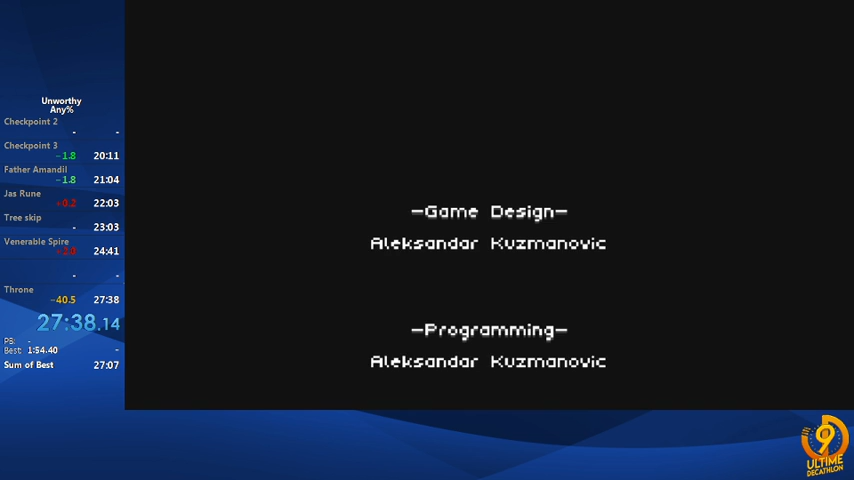 Unworthy
Any%
Checkpoint 2
- -
Checkpoint 3
-1.8 20:11
Father Amandil
-1.8 21:04
Jas Rune
+0.2 22:03
Tree skip
- 23:03
Venerable Spire
+2.0 24:41
- -
Throne
-40.5 27:38
27:38.14
PB: -
Best: 1:54.40 -
Sum of Best 27:07
-Game Design-
Aleksandar Kuzmanovic
-Programming-
Aleksandar Kuzmanovic
9
ULTIME
DECATHLON